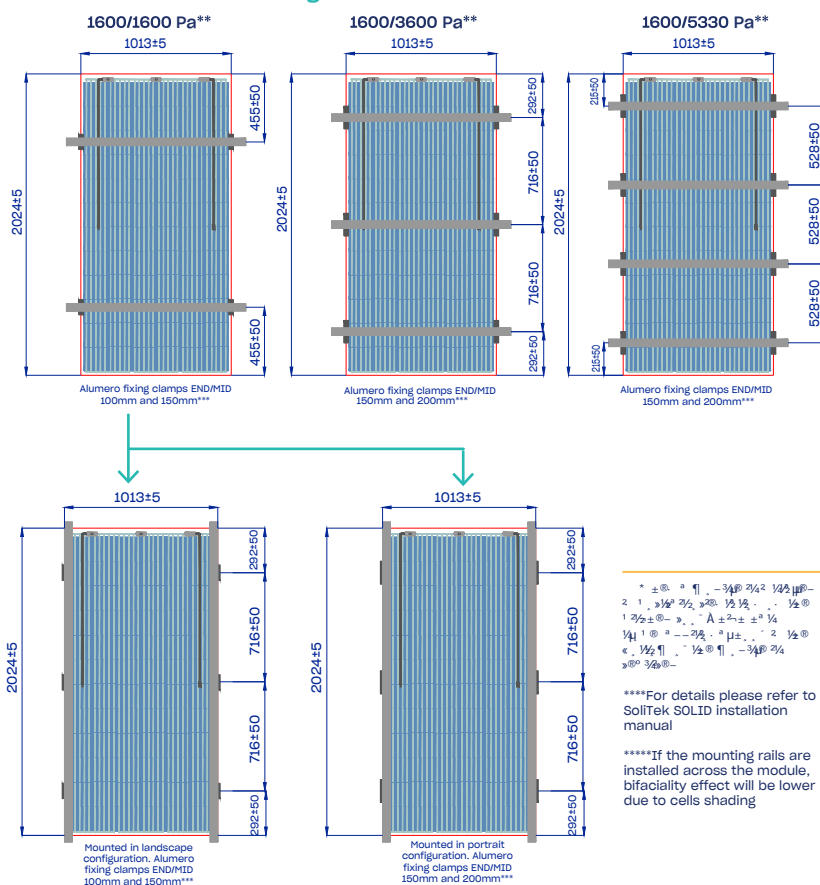 1600/1600 Pa**
1600/3600 Pa**
1600/5330 Pa**
1013±5
1013±5
1013±5
2024±5
455±50
455±50
2024±5
292±50
716±50
716±50
292±50
2024±5
215±50
528±50
528±50
528±50
215±50
Alumero fixing clamps END/MID
100mm and 150mm***
Alumero fixing clamps END/MID
150mm and 200mm***
Alumero fixing clamps END/MID
150mm and 200mm***
1013±5
1013±5
2024±5
292±50
716±50
716±50
292±50
2024±5
292±50
716±50
716±50
292±50
Mounted in landscape
configuration. Alumero
fixing clamps END/MID
100mm and 150mm***
Mounted in portrait
configuration. Alumero
fixing clamps END/MID
150mm and 200mm***
****For details please refer to
SoliTek SOLID installation
manual
*****If the mounting rails are
installed across the module,
bifaciality effect will be lower
due to cells shading